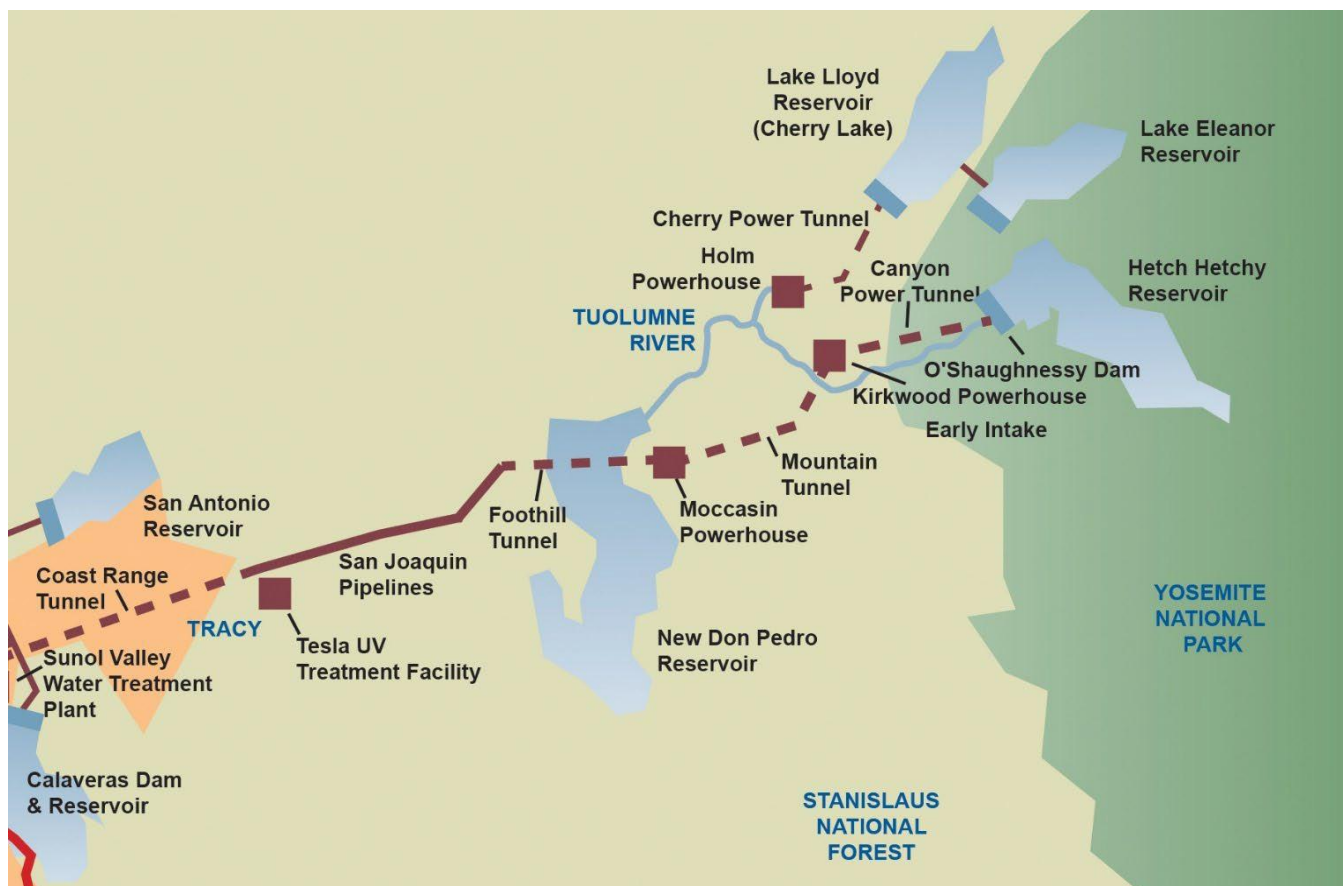 Lake Lloyd
Reservoir
(Cherry Lake)
Lake Eleanor
Reservoir
Cherry Power Tunnel
Holm
Powerhouse
Canyon
Power Tunnel
Hetch Hetchy
Reservoir
TUOLUMNE
RIVER
O'Shaughnessy Dam
Kirkwood Powerhouse
Early Intake
Mountain
Tunnel
San Antonio
Reservoir
Foothill
Tunnel
Moccasin
Powerhouse
San Joaquin
Pipelines
Coast Range
Tunnel
TRACY
YOSEMITE
NATIONAL
PARK
Tesla UV
Treatment Facility
New Don Pedro
Reservoir
Sunol Valley
Water Treatment
Plant
Calaveras Dam
& Reservoir
STANISLAUS
NATIONAL
FOREST